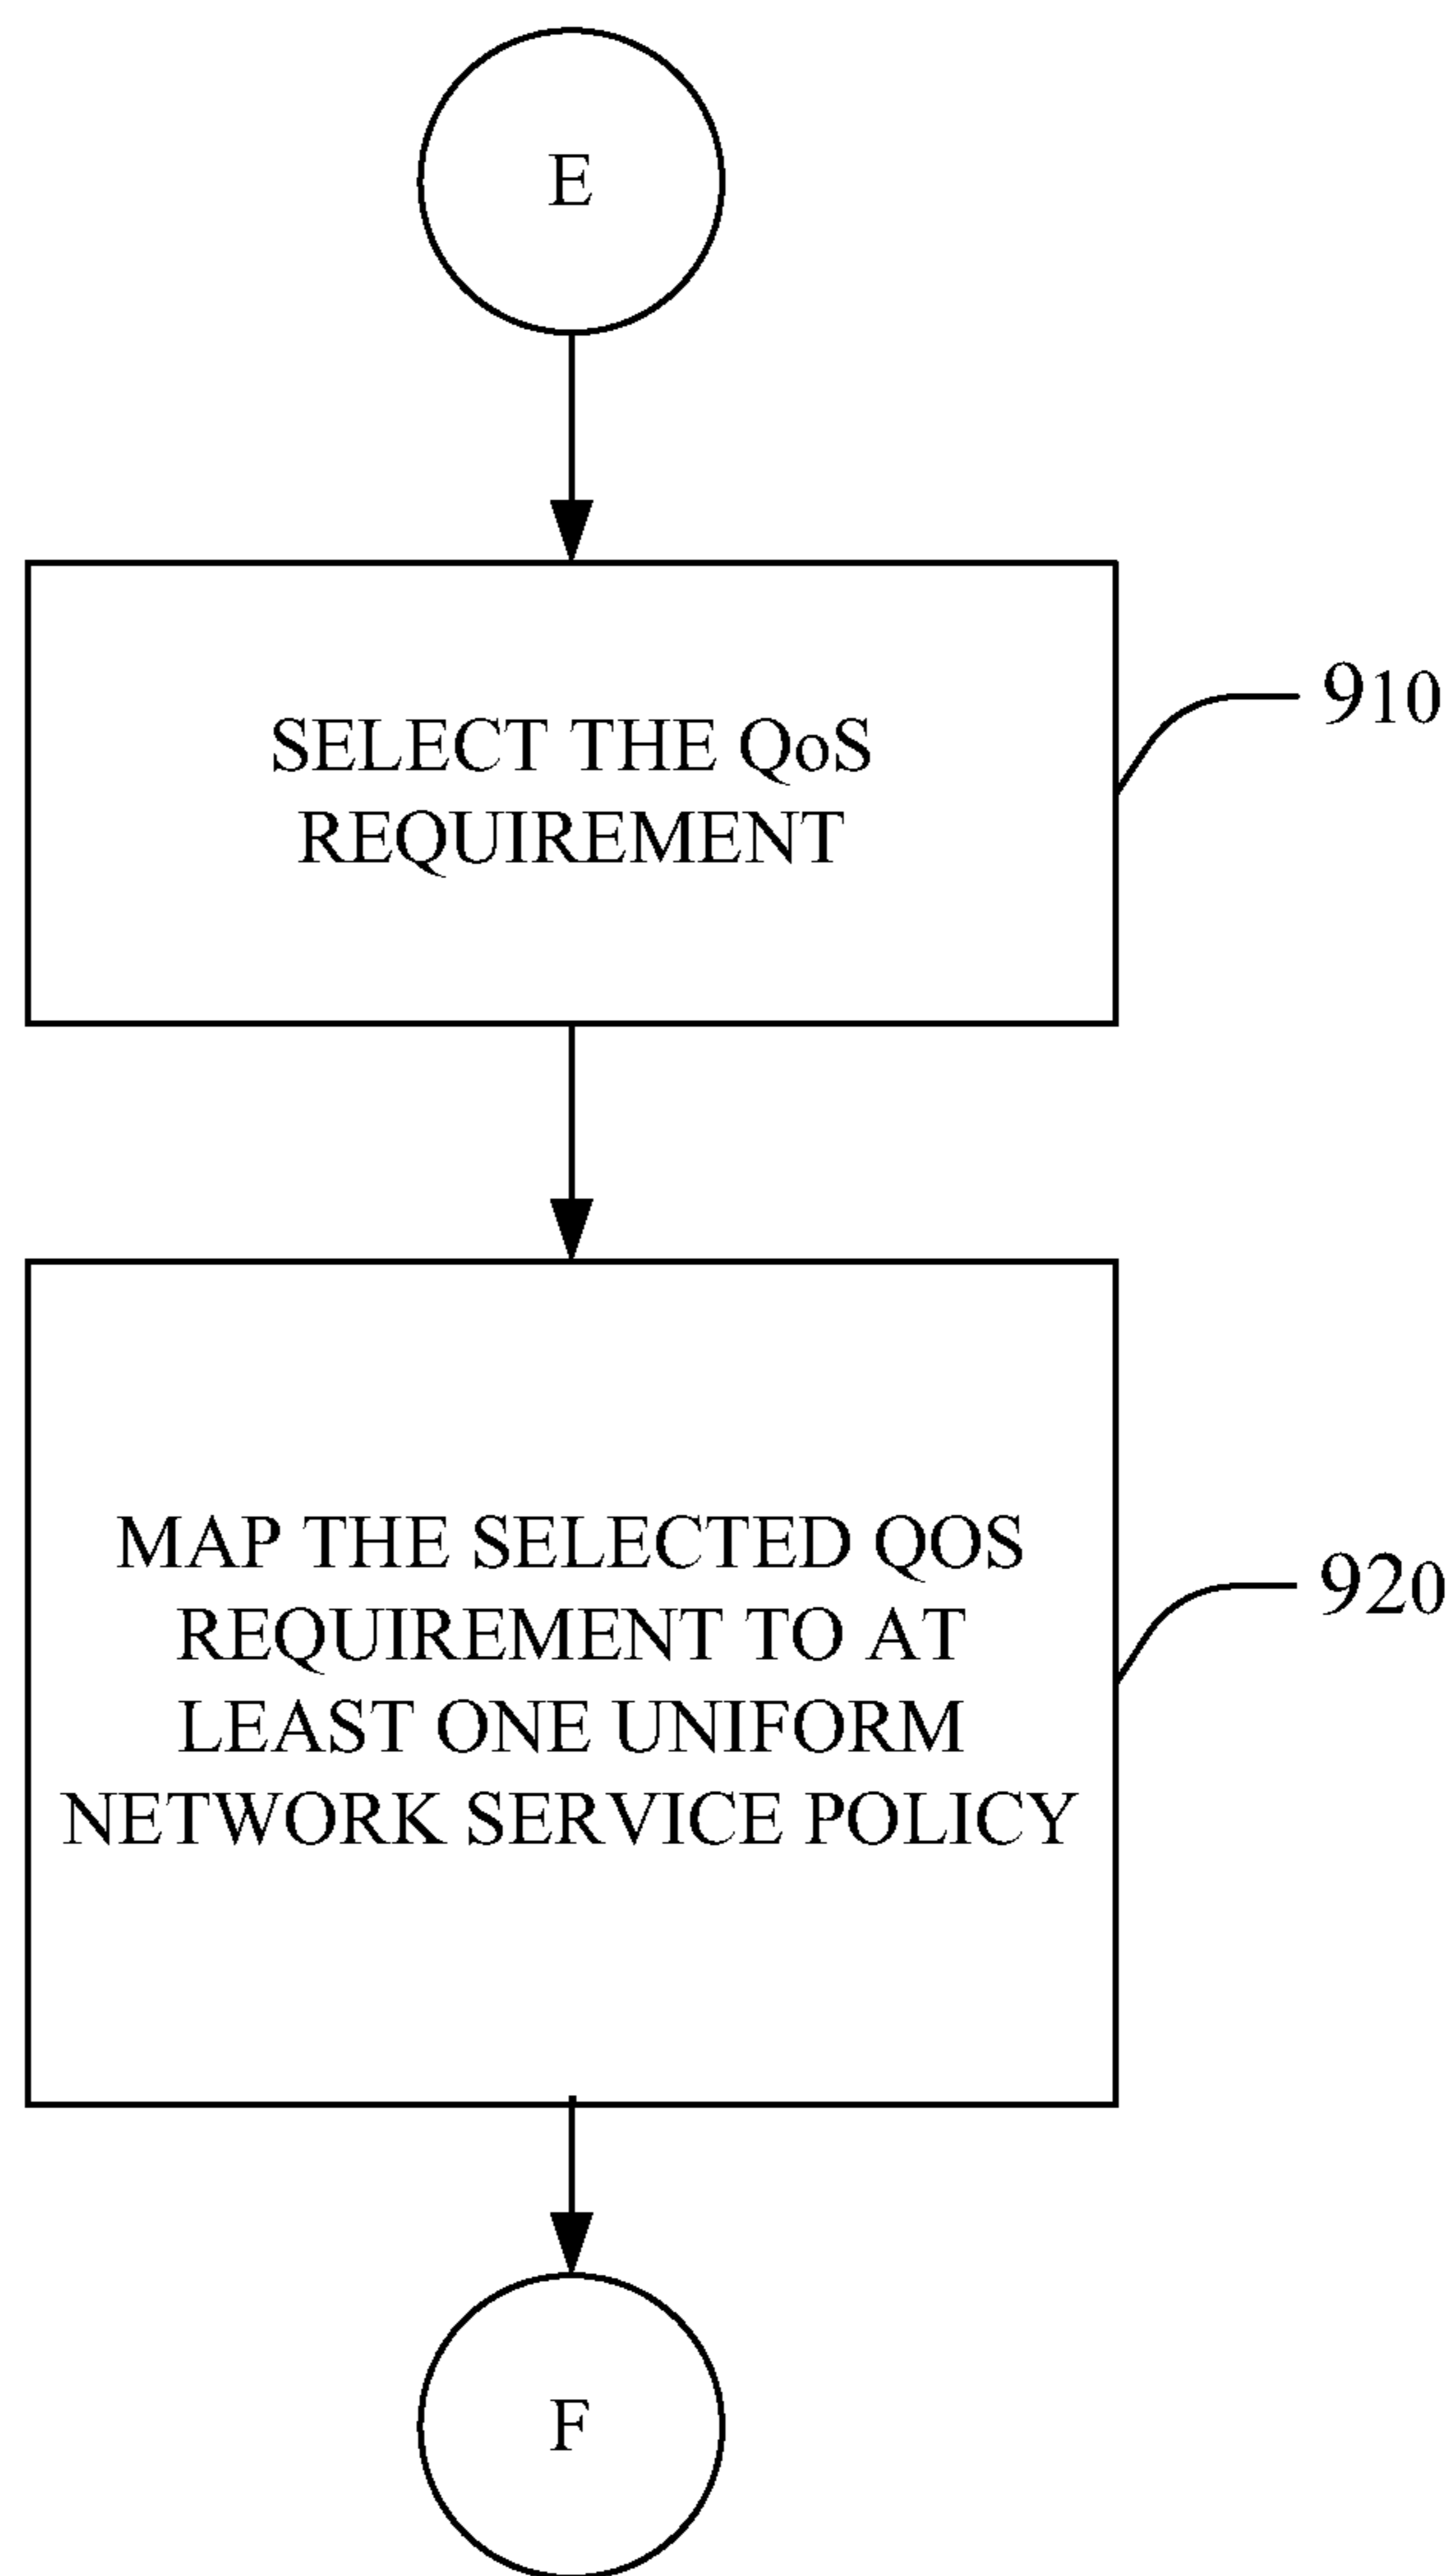 E
SELECT THE QoS
REQUIREMENT
910
MAP THE SELECTED QOS
REQUIREMENT TO AT
LEAST ONE UNIFORM
NETWORK SERVICE POLICY
920
F